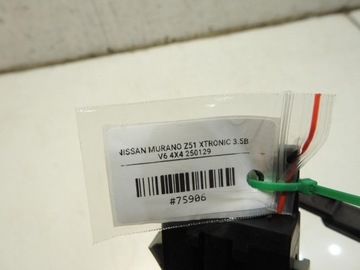 NISSAN MURANO Z51 XTRONIC 3.5B
V6 4X4 250129
#75906